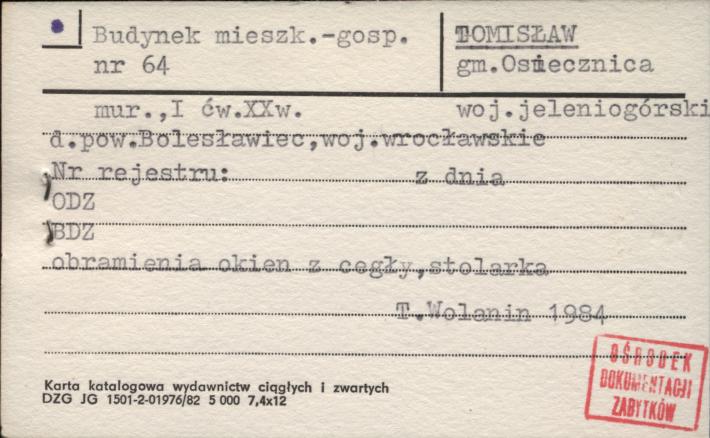 Budynek mieszk.-gosp.
nr 64
TOMISŁAW
gm.Osiecznica
mur.,I ćw.XXw.
woj.jeleniogórski
d.pow.Bolesławiec,woj.wrocławskie
Nr rejestru: z dnia
ODZ
BDZ
obramienia okien z cegły,stolarka
T.Wolanin 1984
Karta katalogowa wydawnictw ciągłych i zwartych
DZG JG 1501-2-01976/82 5 000 7,4x12
OŚRODEK
DOKUMENTACJI
ZABYTKÓW